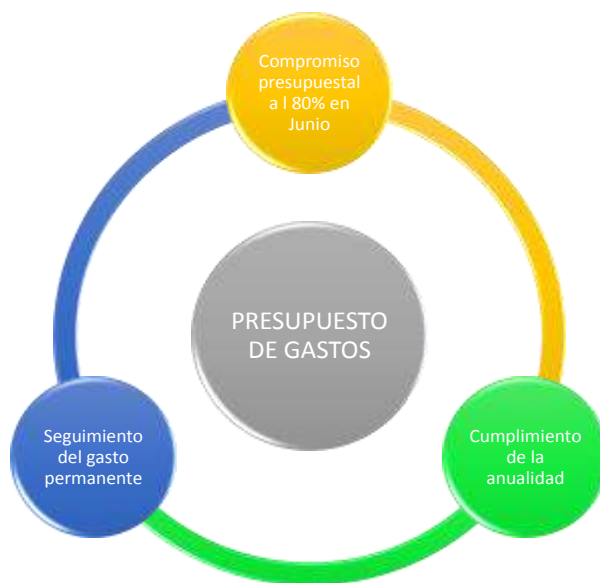 Compromiso
presupuestal
a l 80% en
Junio
PRESUPUESTO
DE GASTOS
Seguimiento
del gasto
permanente
Cumplimiento
de la
anualidad